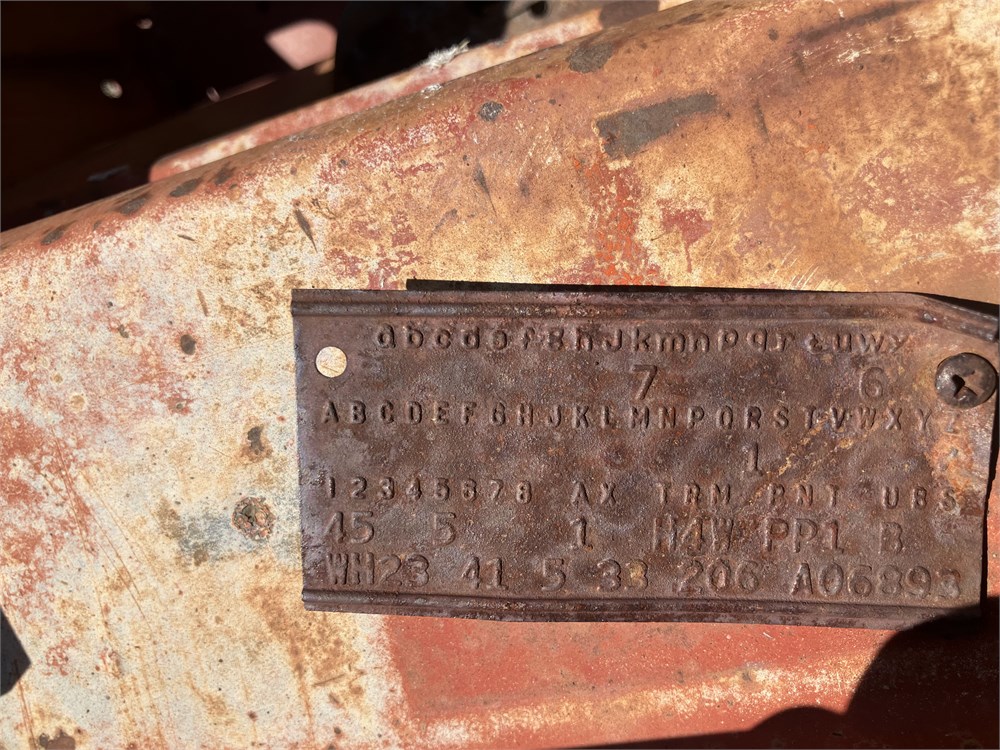 abcdefghJkmnpqrtuwxy
7 6
ABCDEFGHJKLMNPQRSTVWXYZ
1
12345678 AX TRM PNT UBS
45 5 1 H4W PP1 B
WH23 41 5 33 206 A06893